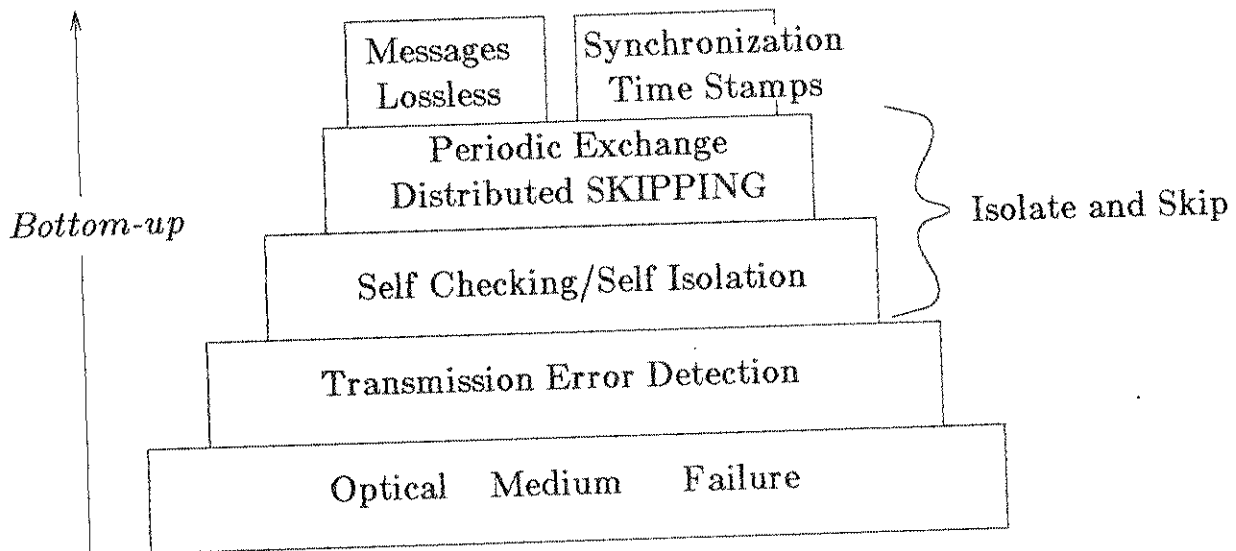 Messages
Lossless
Synchronization
Time Stamps
Periodic Exchange
Distributed SKIPPING
Bottom-up
Isolate and Skip
Self Checking/Self Isolation
Transmission Error Detection
Optical Medium Failure